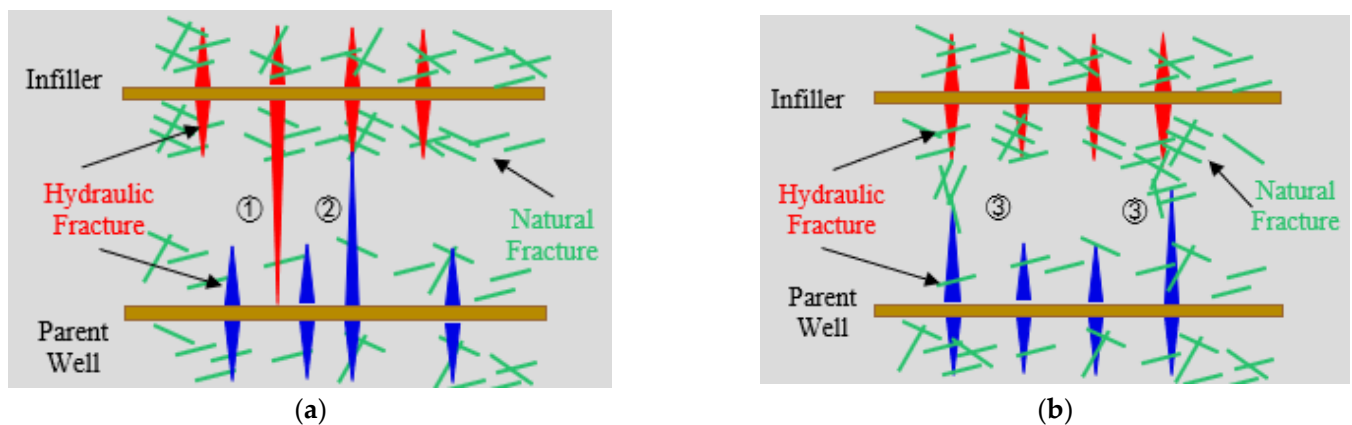 Infiller
Hydraulic
Fracture
①
②
Natural
Fracture
Parent
Well
(a)
Infiller
Hydraulic
Fracture
③
③
Natural
Fracture
Parent
Well
(b)